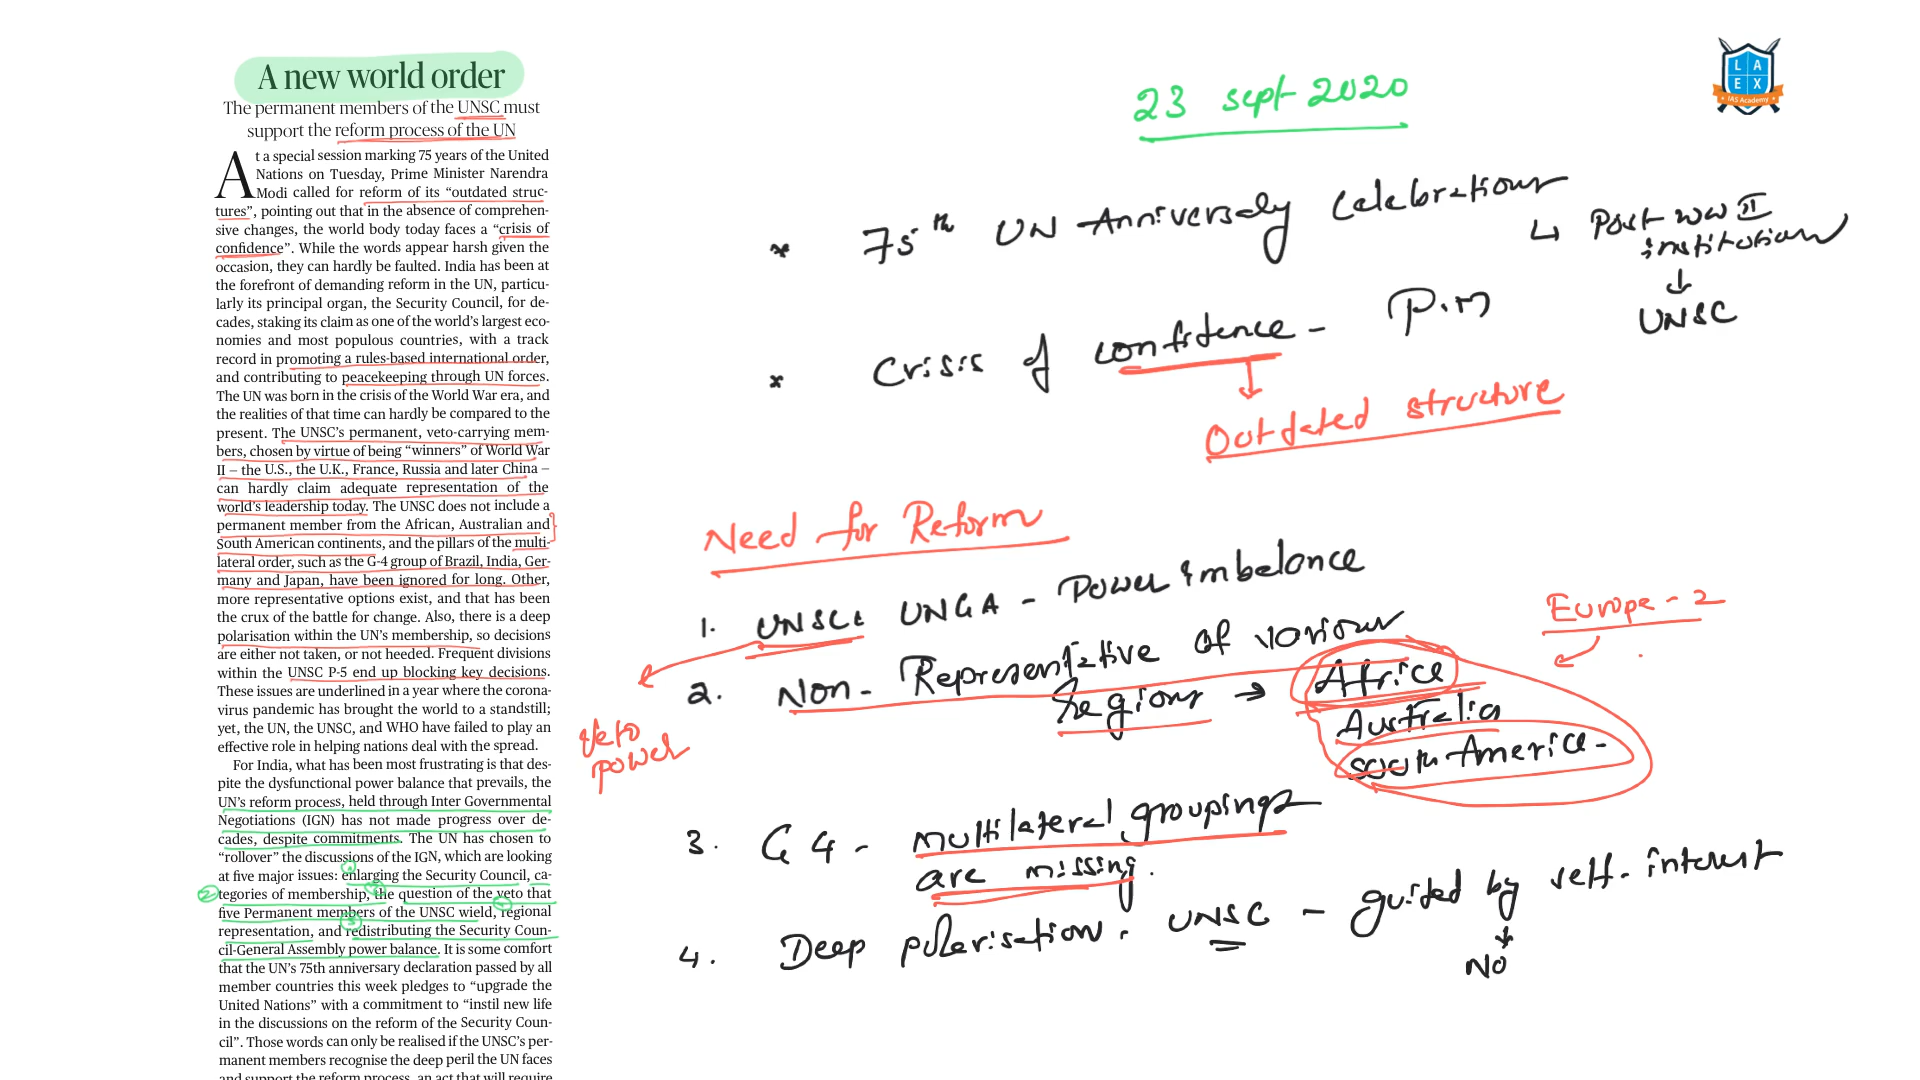 A new world order
The permanent members of the UNSC must
support the reform process of the UN
At a special session marking 75 years of the United
Nations on Tuesday, Prime Minister Narendra
Modi called for reform of its “outdated struc-
tures”, pointing out that in the absence of comprehen-
sive changes, the world body today faces a “crisis of
confidence”. While the words appear harsh given the
occasion, they can hardly be faulted. India has been at
the forefront of demanding reform in the UN, particu-
larly its principal organ, the Security Council, for de-
cades, staking its claim as one of the world’s largest eco-
nomies and most populous countries, with a track
record in promoting a rules-based international order,
and contributing to peacekeeping through UN forces.
The UN was born in the crisis of the World War era, and
the realities of that time can hardly be compared to the
present. The UNSC’s permanent, veto-carrying mem-
bers, chosen by virtue of being “winners” of World War
II – the U.S., the U.K., France, Russia and later China –
can hardly claim adequate representation of the
world’s leadership today. The UNSC does not include a
permanent member from the African, Australian and
South American continents, and the pillars of the multi-
lateral order, such as the G-4 group of Brazil, India, Ger-
many and Japan, have been ignored for long. Other,
more representative options exist, and that has been
the crux of the battle for change. Also, there is a deep
polarisation within the UN’s membership, so decisions
are either not taken, or not heeded. Frequent divisions
within the UNSC P-5 end up blocking key decisions.
These issues are underlined in a year where the corona-
virus pandemic has brought the world to a standstill;
yet, the UN, the UNSC, and WHO have failed to play an
effective role in helping nations deal with the spread.
For India, what has been most frustrating is that des-
pite the dysfunctional power balance that prevails, the
UN’s reform process, held through Inter Governmental
Negotiations (IGN) has not made progress over de-
cades, despite commitments. The UN has chosen to
“rollover” the discussions of the IGN, which are looking
at five major issues: enlarging the Security Council, ca-
tegories of membership, the question of the veto that
five Permanent members of the UNSC wield, regional
representation, and redistributing the Security Coun-
cil-General Assembly power balance. It is some comfort
that the UN’s 75th anniversary declaration passed by all
member countries this week pledges to “upgrade the
United Nations” with a commitment to “instil new life
in the discussions on the reform of the Security Coun-
cil”. Those words can only be realised if the UNSC’s per-
manent members recognise the deep peril the UN faces
and support the reform process, an act that will require
23 sept 2020
L A
E X
IAS Academy
* 75th UN Anniversary Celebrations
↳ Post WW II
institution
↓
UNSC
* Crisis of confidence - P.M
↓
Outdated structure
Need for Reform
1. UNSC & UNGA - Power imbalance
Veto
power
2. Non-Representative of various
Regions → Africa
Australia
South America -
Europe - 2
3. G4 - multilateral groupings
are missing.
4. Deep polarisation. UNSC - guided by self-interest
↓
No